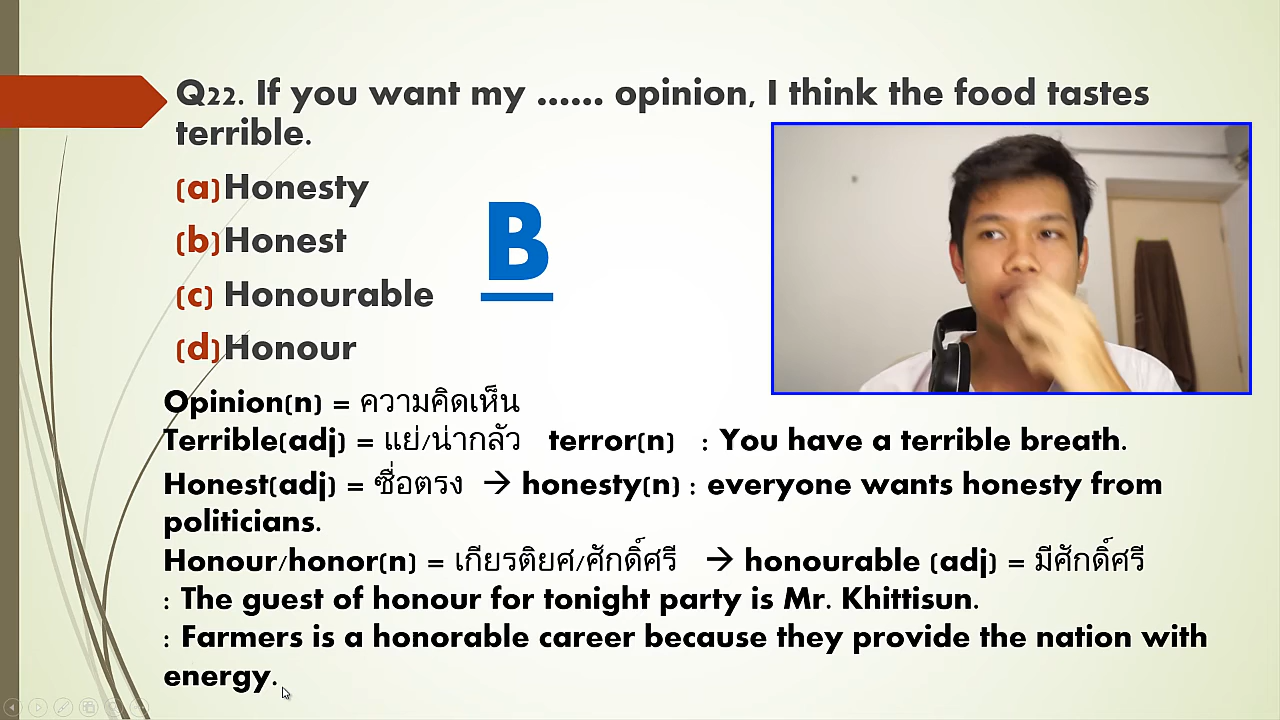 Q22. If you want my ...... opinion, I think the food tastes
terrible.
(a)Honesty
(b)Honest
(c) Honourable
(d)Honour
B
Opinion(n) = ความคิดเห็น
Terrible(adj) = แย่/น่ากลัว terror(n) : You have a terrible breath.
Honest(adj) = ซื่อตรง → honesty(n) : everyone wants honesty from
politicians.
Honour/honor(n) = เกียรติยศ/ศักดิ์ศรี → honourable (adj) = มีศักดิ์ศรี
: The guest of honour for tonight party is Mr. Khittisun.
: Farmers is a honorable career because they provide the nation with
energy.